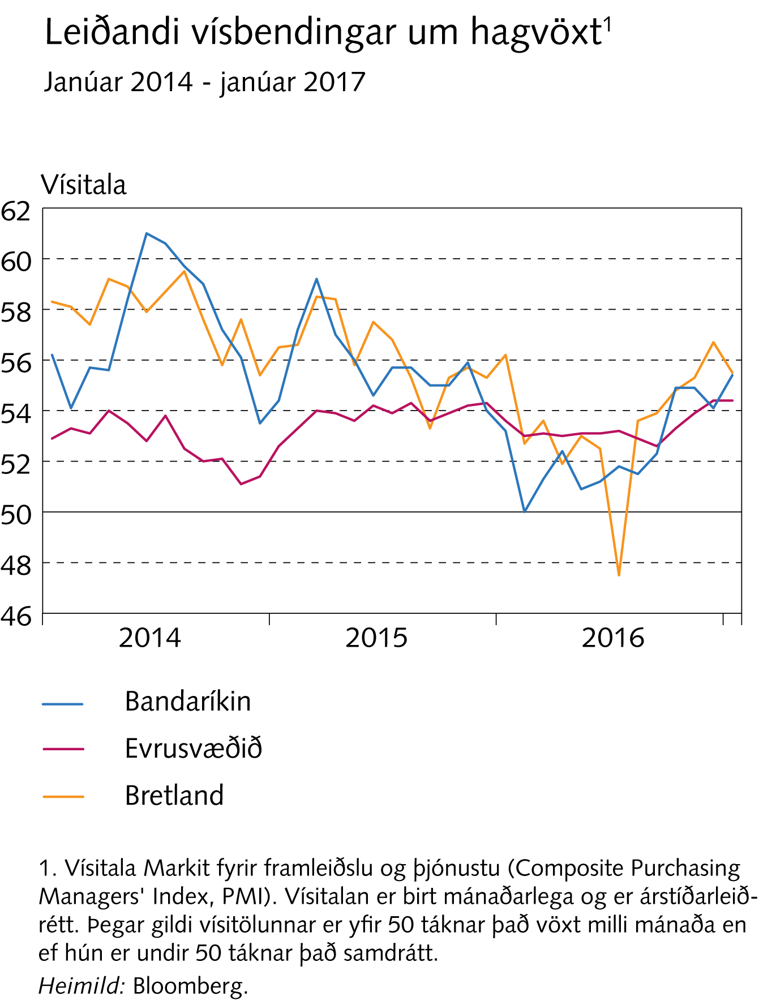 Leiðandi vísbendingar um hagvöxt¹
Janúar 2014 - janúar 2017
Vísitala
62
60
58
56
54
52
50
48
46
2014 2015 2016
Bandaríkin
Evrusvæðið
Bretland
1. Vísitala Markit fyrir framleiðslu og þjónustu (Composite Purchasing
Managers' Index, PMI). Vísitalan er birt mánaðarlega og er árstíðarleið-
rétt. Þegar gildi vísitölunnar er yfir 50 táknar það vöxt milli mánaða en
ef hún er undir 50 táknar það samdrátt.
Heimild: Bloomberg.